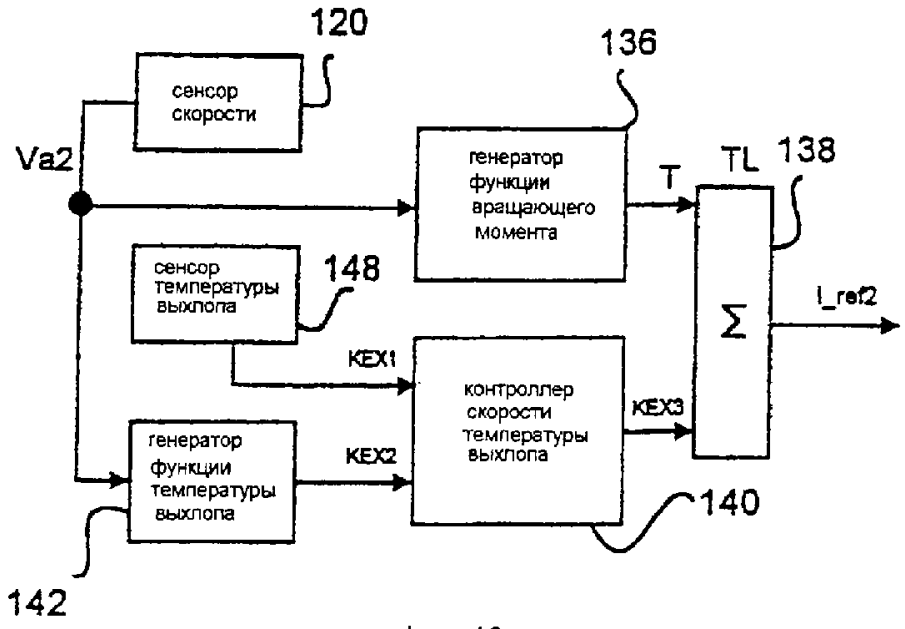 120
сенсор
скорости
136
Va2
генератор
функции
вращающего
момента
T
TL
138
сенсор
температуры
выхлопа
148
Σ
I_ref2
KEX1
контроллер
скорости
температуры
выхлопа
KEX3
генератор
функции
температуры
выхлопа
KEX2
140
142